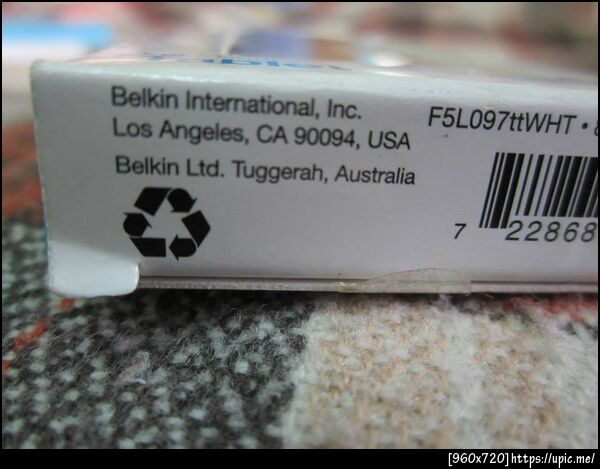 Belkin International, Inc.
Los Angeles, CA 90094, USA
Belkin Ltd. Tuggerah, Australia
F5L097ttWHT •
7 22868
[960x720]https://upic.me/